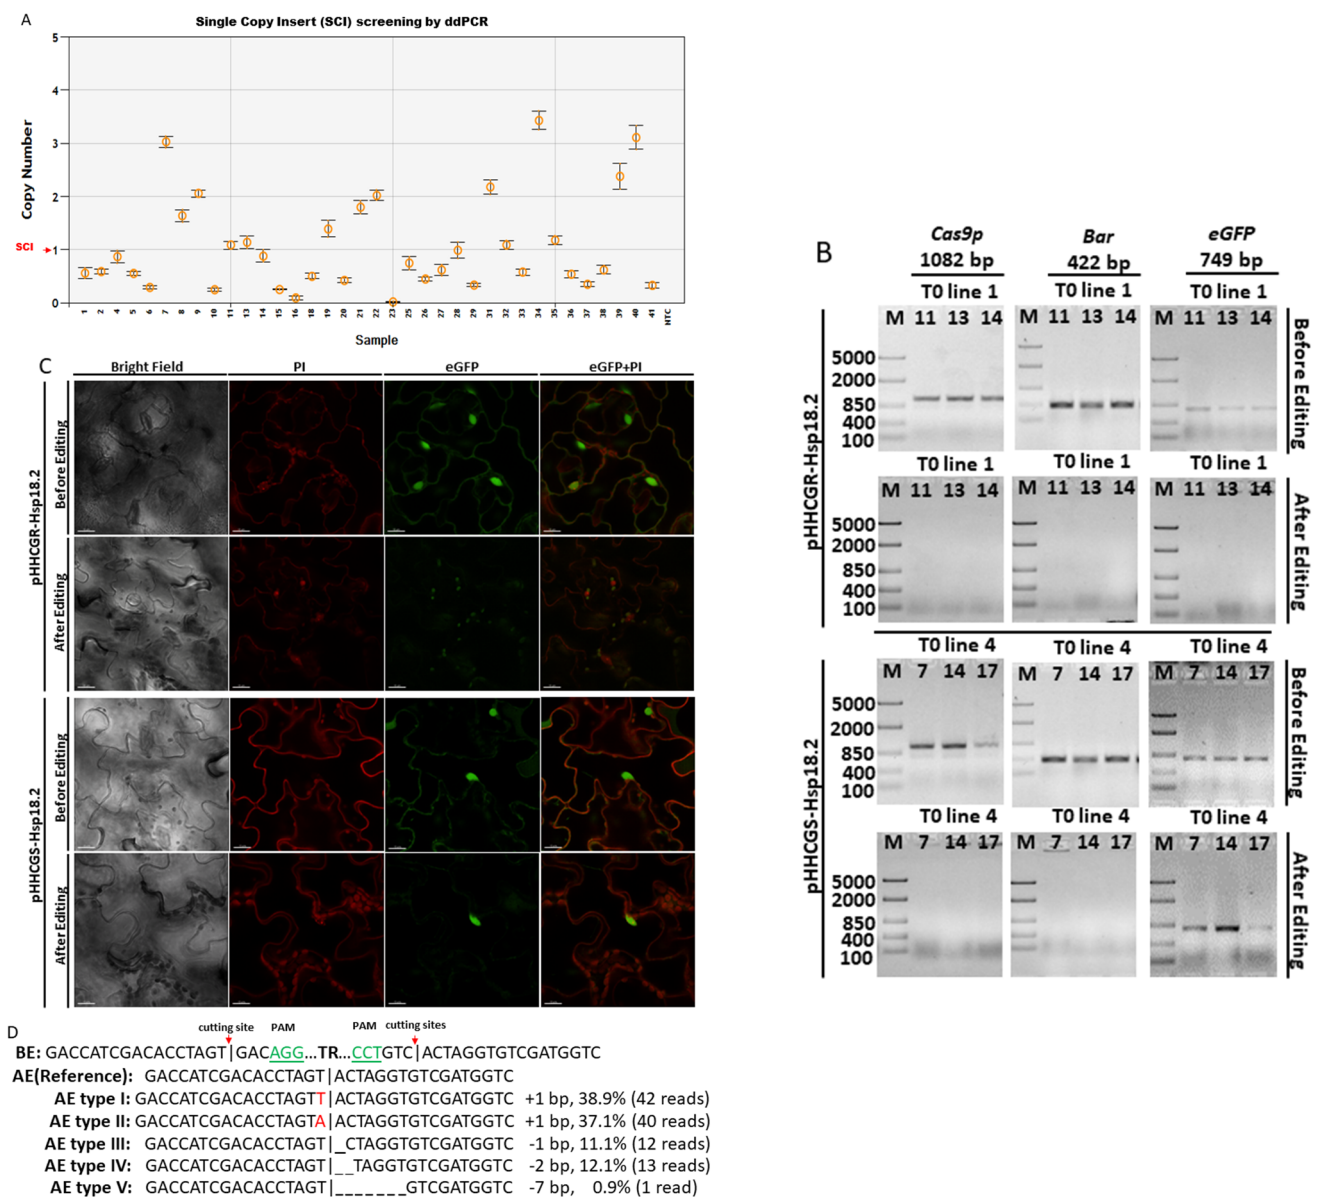 A
Single Copy Insert (SCI) screening by ddPCR
Copy Number
5
4
3
2
SCI
1
0
1 2 4 5 6 7 8 9 10 11 13 14 15 16 18 19 20 21 22 23 25 26 27 28 29 31 32 33 34 35 36 37 38 39 40 41 NTC
Sample
B
Cas9p Bar eGFP
1082 bp 422 bp 749 bp
pHHCGR-Hsp18.2
T0 line 1 T0 line 1 T0 line 1
M 11 13 14 M 11 13 14 M 11 13 14
5000
2000
850
400
100
Before Editing
T0 line 1 T0 line 1 T0 line 1
M 11 13 14 M 11 13 14 M 11 13 14
5000
2000
850
400
100
After Editing
pHHCGS-Hsp18.2
T0 line 4 T0 line 4 T0 line 4
M 7 14 17 M 7 14 17 M 7 14 17
5000
2000
850
400
100
Before Editing
T0 line 4 T0 line 4 T0 line 4
M 7 14 17 M 7 14 17 M 7 14 17
5000
2000
850
400
100
After Editing
C
Bright Field PI eGFP eGFP+PI
pHHCGR-Hsp18.2
Before Editing
After Editing
pHHCGS-Hsp18.2
Before Editing
After Editing
D
cutting site PAM PAM cutting sites
BE: GACCATCGACACCTAGT|GACAGG...TR...CCTGTC|ACTAGGTGTCGATGGTC
AE(Reference): GACCATCGACACCTAGT|ACTAGGTGTCGATGGTC
AE type I: GACCATCGACACCTAGTT|ACTAGGTGTCGATGGTC +1 bp, 38.9% (42 reads)
AE type II: GACCATCGACACCTAGTA|ACTAGGTGTCGATGGTC +1 bp, 37.1% (40 reads)
AE type III: GACCATCGACACCTAGT|_CTAGGTGTCGATGGTC -1 bp, 11.1% (12 reads)
AE type IV: GACCATCGACACCTAGT|__TAGGTGTCGATGGTC -2 bp, 12.1% (13 reads)
AE type V: GACCATCGACACCTAGT|_______GTCGATGGTC -7 bp, 0.9% (1 read)